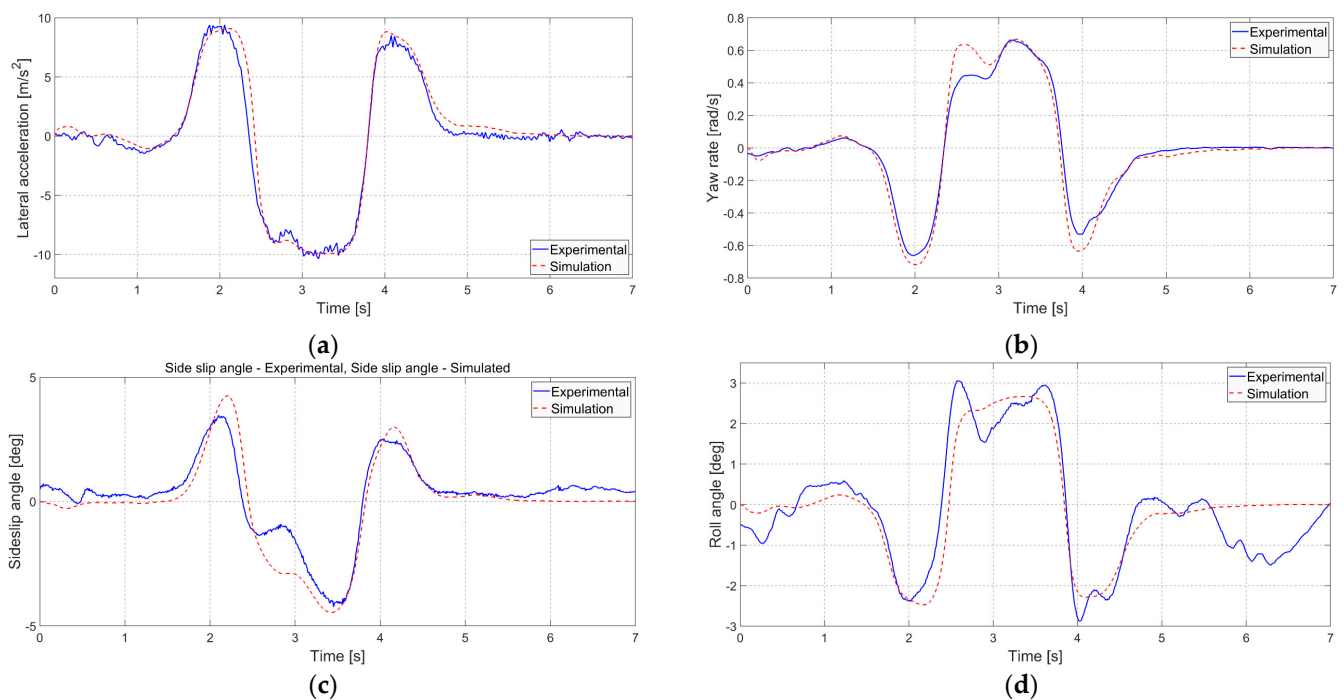 10
5
0
-5
-10
Lateral acceleration [m/s²]
Experimental
Simulation
0 1 2 3 4 5 6 7
Time [s]
(a)
0.8
0.6
0.4
0.2
0
-0.2
-0.4
-0.6
-0.8
Yaw rate [rad/s]
Experimental
Simulation
0 1 2 3 4 5 6 7
Time [s]
(b)
Side slip angle - Experimental, Side slip angle - Simulated
5
0
-5
Sideslip angle [deg]
Experimental
Simulation
0 1 2 3 4 5 6 7
Time [s]
(c)
3
2
1
0
-1
-2
-3
Roll angle [deg]
Experimental
Simulation
0 1 2 3 4 5 6 7
Time [s]
(d)